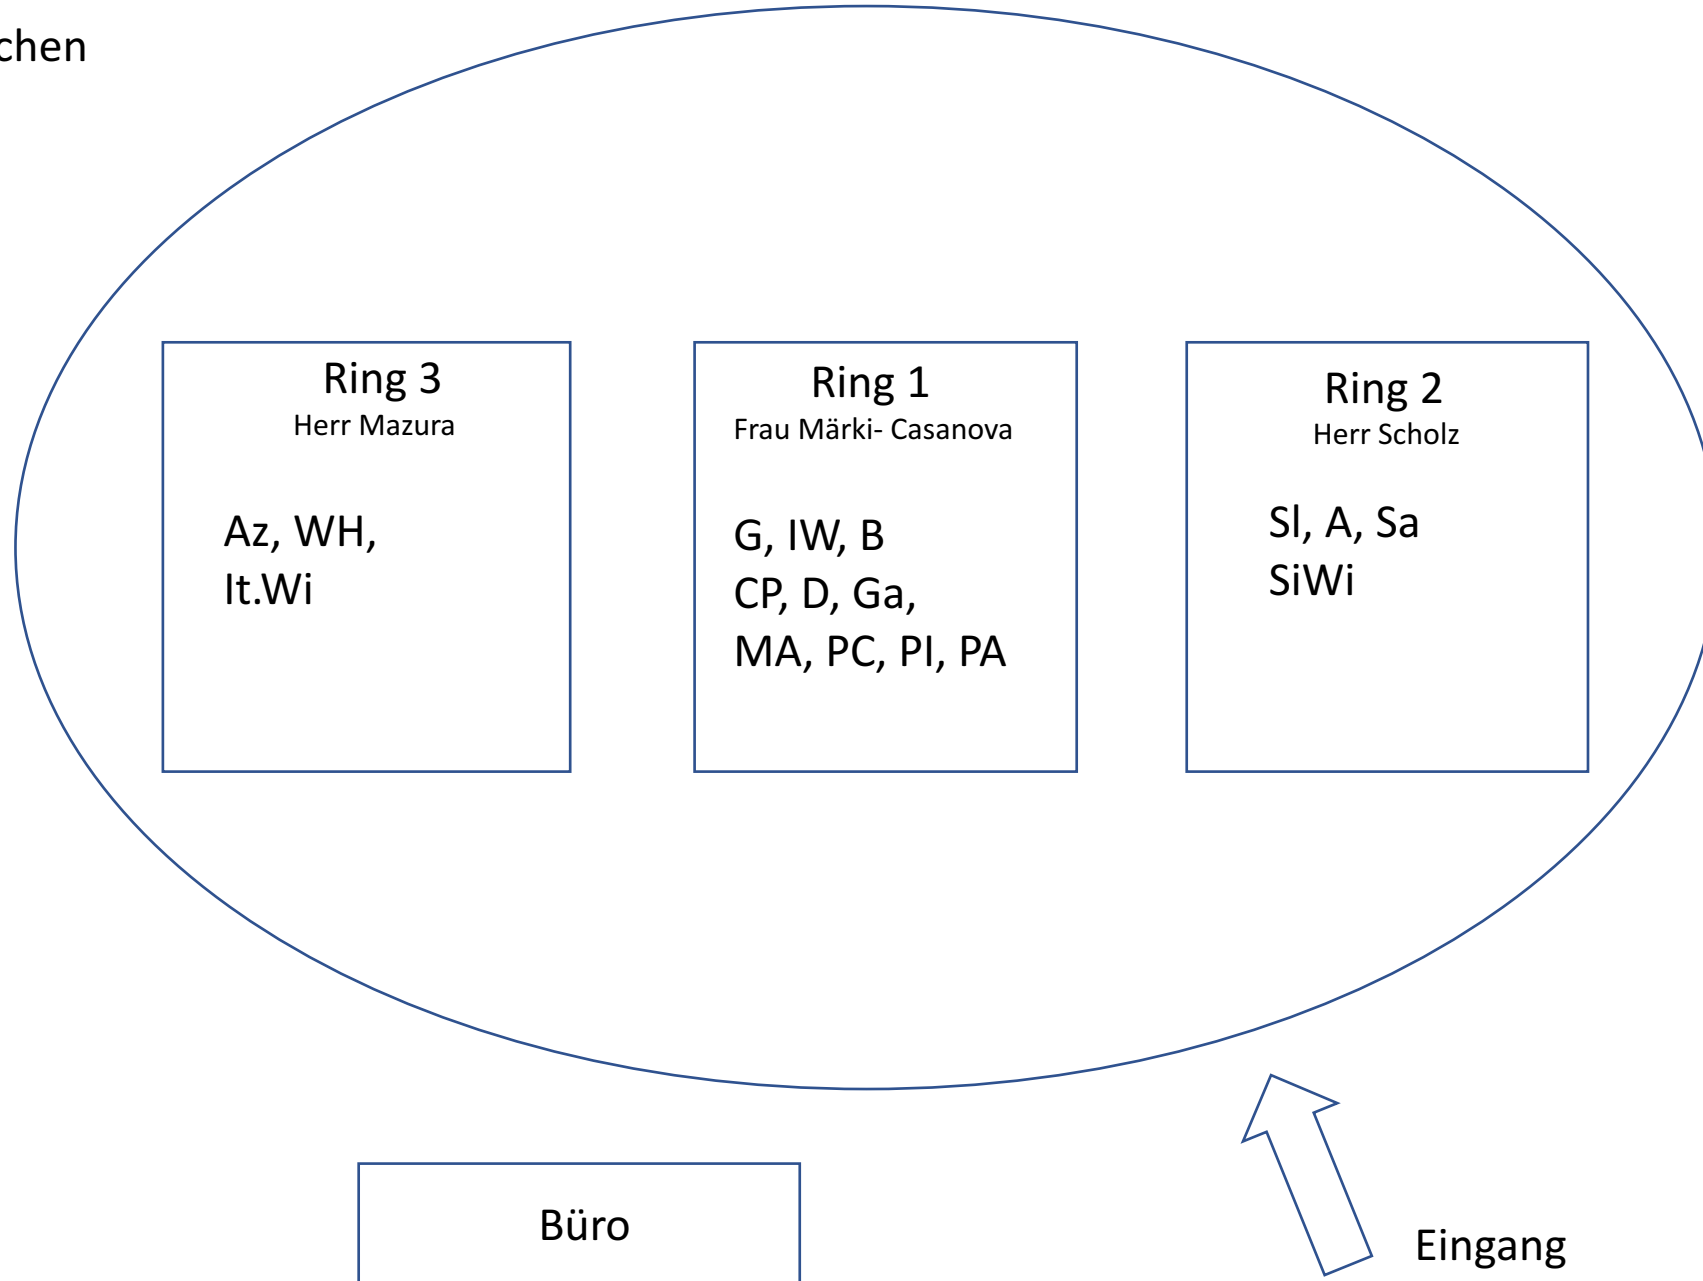 chen
Ring 3
Herr Mazura
Az, WH,
It.Wi
Ring 1
Frau Märki- Casanova
G, IW, B
CP, D, Ga,
MA, PC, PI, PA
Ring 2
Herr Scholz
Sl, A, Sa
SiWi
Büro
Eingang